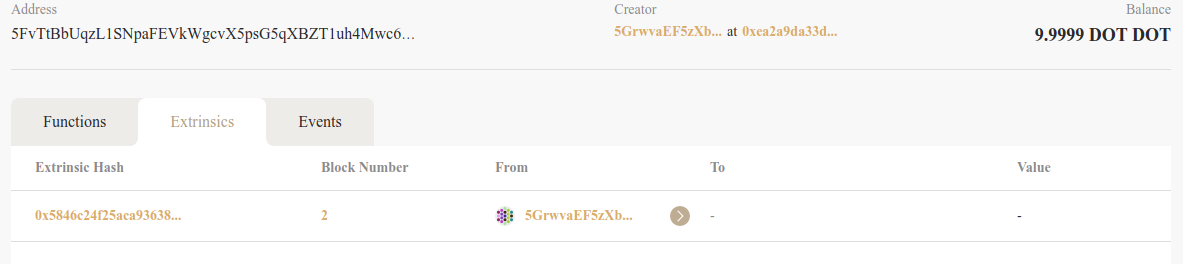 Address Creator Balance
5FvTtBbUqzL1SNpaFEVkWgcvX5psG5qXBZT1uh4Mwc6... 5GrwvaEF5zXb... at 0xea2a9da33d... 9.9999 DOT DOT
Functions Extrinsics Events
Extrinsic Hash Block Number From To Value
0x5846c24f25aca93638... 2 5GrwvaEF5zXb... - -